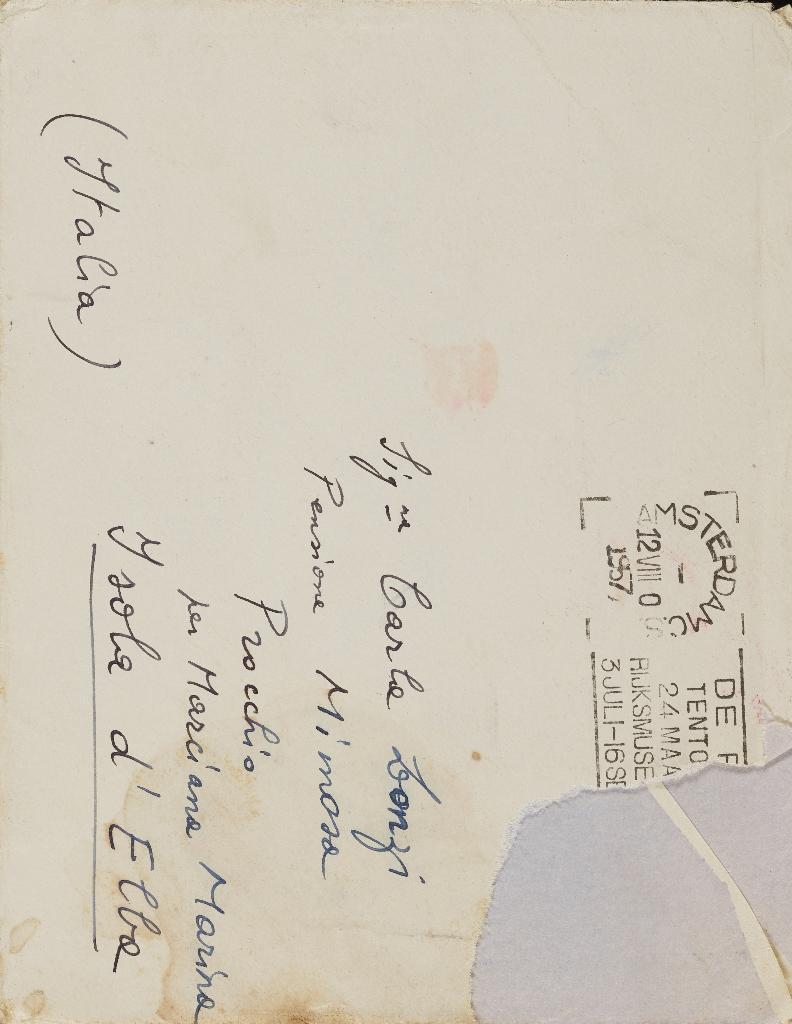 AMSTERDAM
-
12 VIII 0
1957
C S
DE F
TENTO
24 MAA
RIJKSMUSE
3 JULI-16 SE
Sig.na Carla Lonzi
Pensione Mimosa
Procchio
per Marciana Marina
Isola d'Elba
(Italia)